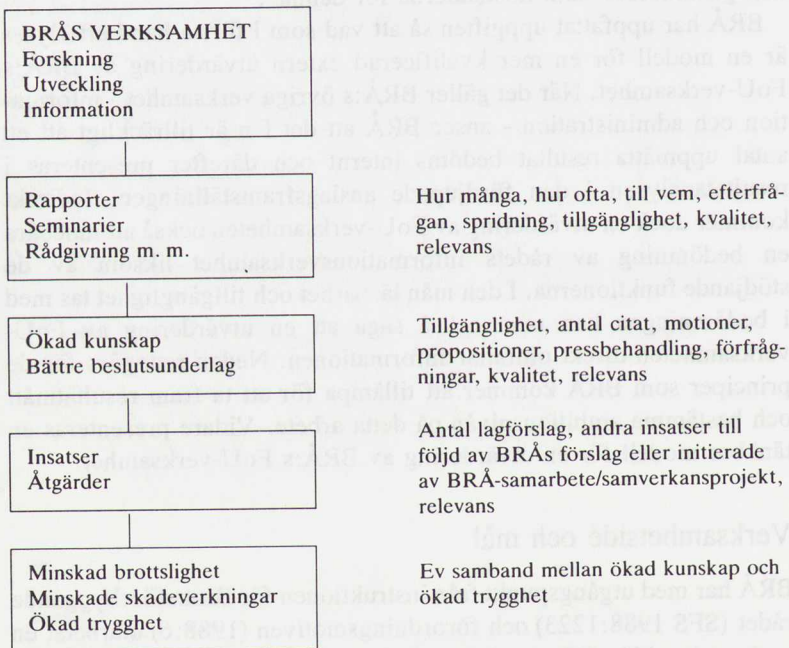 BRÅS VERKSAMHET
Forskning
Utveckling
Information
Rapporter
Seminarier
Rådgivning m.m.
Hur många, hur ofta, till vem, efterfrå-
gan, spridning, tillgänglighet, kvalitet,
relevans
Ökad kunskap
Bättre beslutsunderlag
Tillgänglighet, antal citat, motioner,
propositioner, pressbehandling, förfråg-
ningar, kvalitet, relevans
Insatser
Åtgärder
Antal lagförslag, andra insatser till
följd av BRÅs förslag eller initierade
av BRÅ-samarbete/samverkansprojekt,
relevans
Minskad brottslighet
Minskade skadeverkningar
Ökad trygghet
Ev samband mellan ökad kunskap och
ökad trygghet